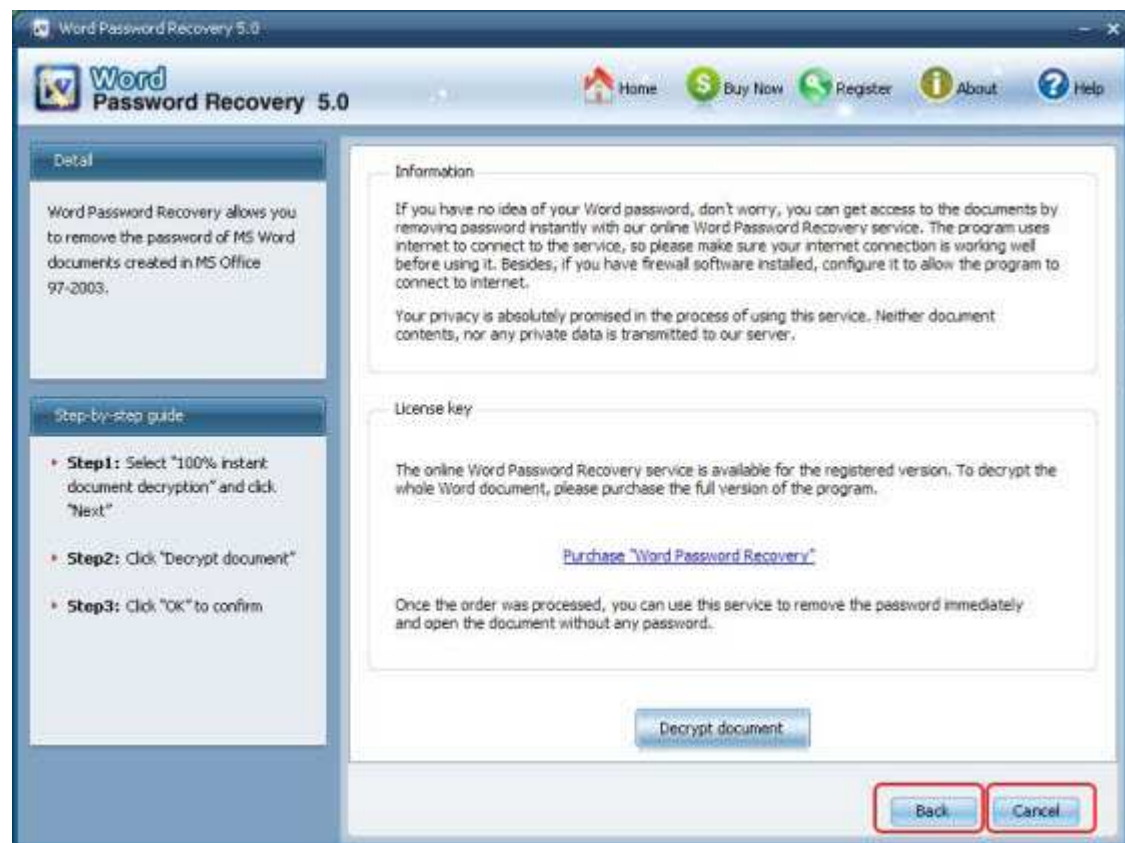 Word Password Recovery 5.0
Word
Password Recovery 5.0
Home
Buy Now
Register
About
Help
Detail
Word Password Recovery allows you
to remove the password of MS Word
documents created in MS Office
97-2003.
Step-by-step guide
Step1: Select "100% instant
document decryption" and click
"Next"
Step2: Click "Decrypt document"
Step3: Click "OK" to confirm
Information
If you have no idea of your Word password, don't worry, you can get access to the documents by
removing password instantly with our online Word Password Recovery service. The program uses
internet to connect to the service, so please make sure your internet connection is working well
before using it. Besides, if you have firewall software installed, configure it to allow the program to
connect to internet.
Your privacy is absolutely promised in the process of using this service. Neither document
contents, nor any private data is transmitted to our server.
License key
The online Word Password Recovery service is available for the registered version. To decrypt the
whole Word document, please purchase the full version of the program.
Purchase "Word Password Recovery"
Once the order was processed, you can use this service to remove the password immediately
and open the document without any password.
Decrypt document
Back
Cancel